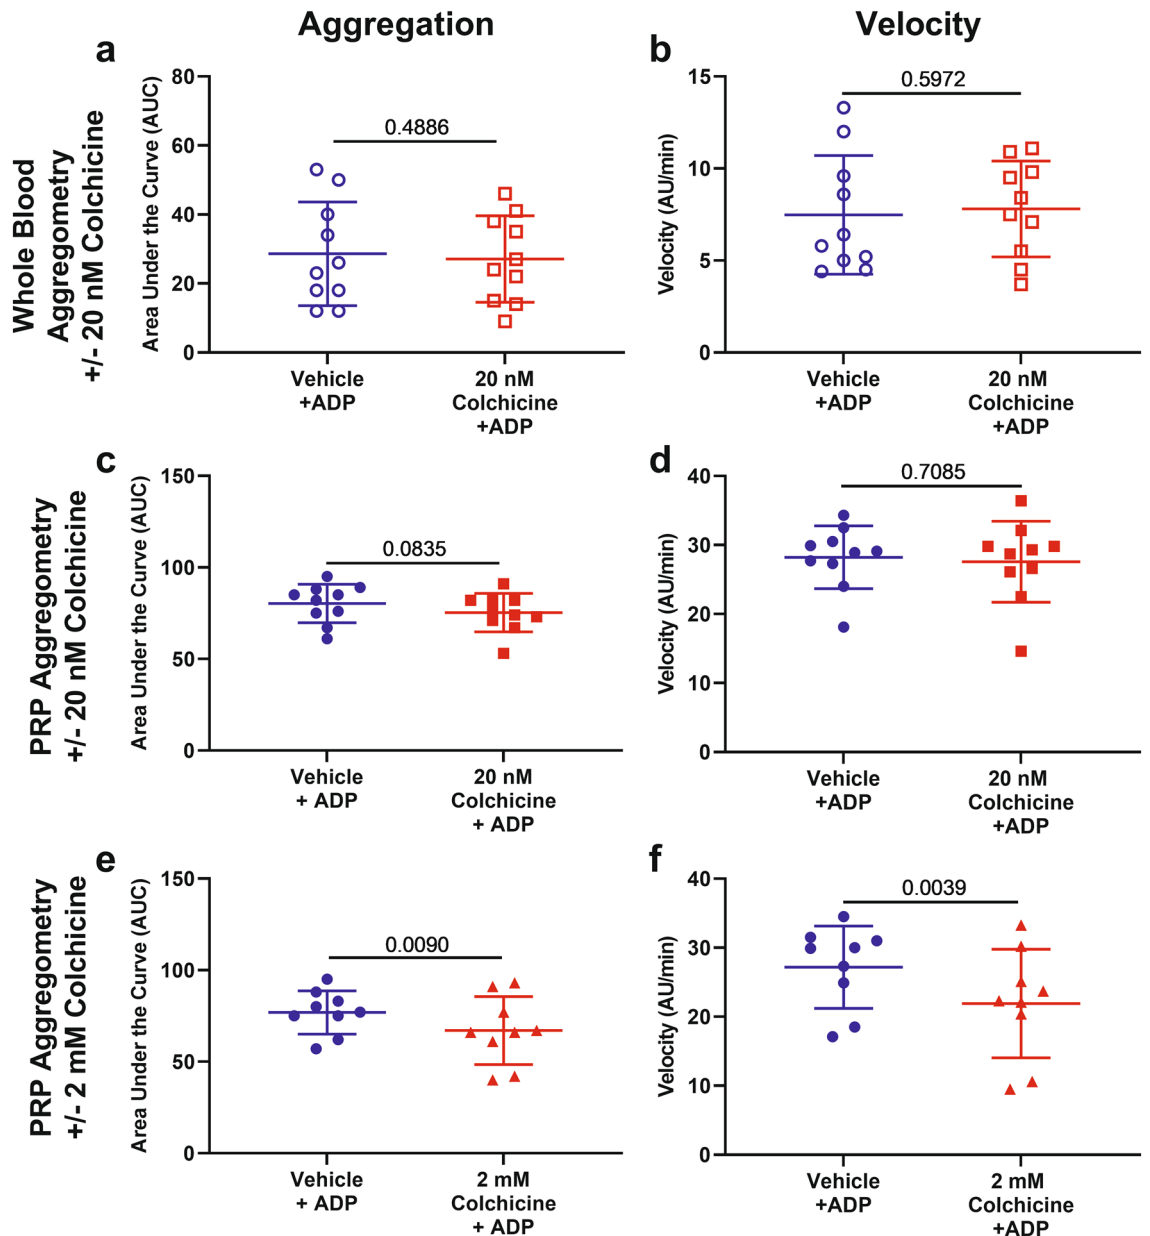 Aggregation
Velocity
a
Whole Blood
Aggregometry
+/- 20 nM Colchicine
Area Under the Curve (AUC)
80
60
40
20
0
0.4886
Vehicle
+ADP
20 nM
Colchicine
+ADP
b
Velocity (AU/min)
15
10
5
0
0.5972
Vehicle
+ADP
20 nM
Colchicine
+ADP
c
PRP Aggregometry
+/- 20 nM Colchicine
Area Under the Curve (AUC)
150
100
50
0
0.0835
Vehicle
+ ADP
20 nM
Colchicine
+ ADP
d
Velocity (AU/min)
40
30
20
10
0
0.7085
Vehicle
+ADP
20 nM
Colchicine
+ADP
e
PRP Aggregometry
+/- 2 mM Colchicine
Area Under the Curve (AUC)
150
100
50
0
0.0090
Vehicle
+ ADP
2 mM
Colchicine
+ ADP
f
Velocity (AU/min)
40
30
20
10
0
0.0039
Vehicle
+ADP
2 mM
Colchicine
+ADP